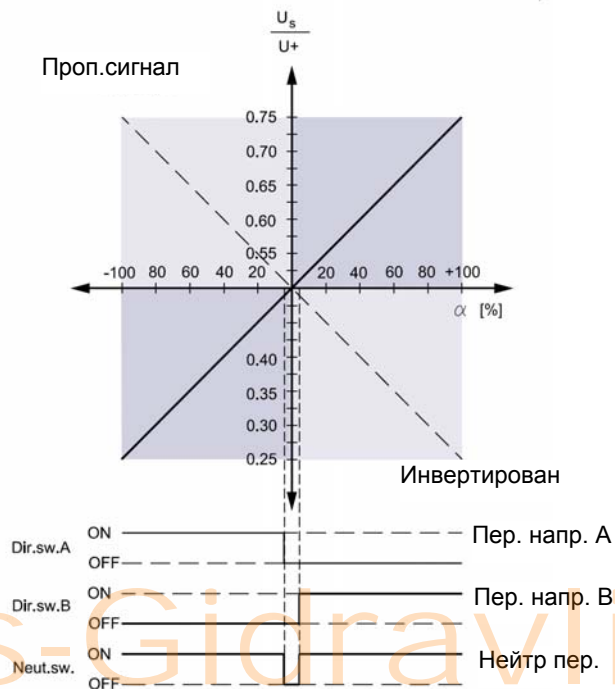 U_s
U+
Проп.сигнал
0.75
0.70
0.65
0.60
0.55
-100 80 60 40 20 20 40 60 80 +100
α [%]
0.40
0.35
0.30
0.25
Инвертирован
Dir.sw.A ON OFF Пер. напр. А
Dir.sw.B ON OFF Пер. напр. В
Neut.sw. ON OFF Нейтр пер.
s-Gidravli